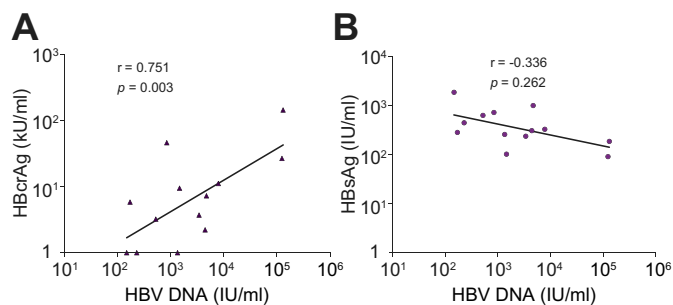 A
HBcrAg (kU/ml)
10³
10²
10¹
1
r = 0.751
p = 0.003
10¹ 10² 10³ 10⁴ 10⁵ 10⁶
HBV DNA (IU/ml)
B
HBsAg (IU/ml)
10⁴
10³
10²
10¹
1
r = -0.336
p = 0.262
10¹ 10² 10³ 10⁴ 10⁵ 10⁶
HBV DNA (IU/ml)